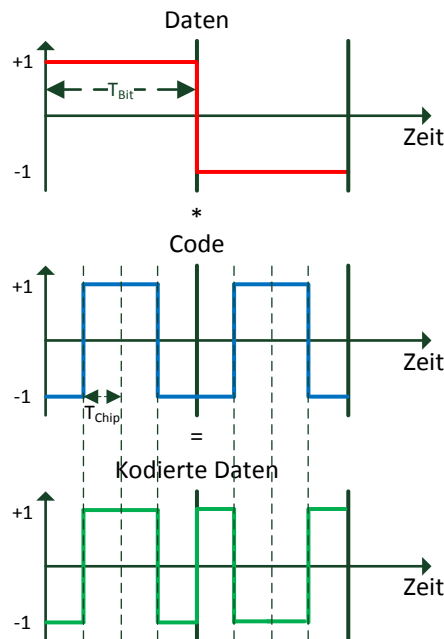 Daten
+1
T_Bit
Zeit
-1
*
Code
+1
Zeit
-1
T_Chip
=
Kodierte Daten
+1
Zeit
-1